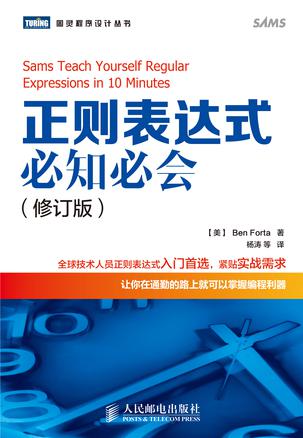 TURING 图灵程序设计丛书
SAMS
Sams Teach Yourself Regular
Expressions in 10 Minutes
正则表达式
必知必会
(修订版)
【美】 Ben Forta 著
杨涛 等 译
全球技术人员正则表达式入门首选，紧贴实战需求
让你在通勤的路上就可以掌握编程利器
人民邮电出版社
POSTS & TELECOM PRESS